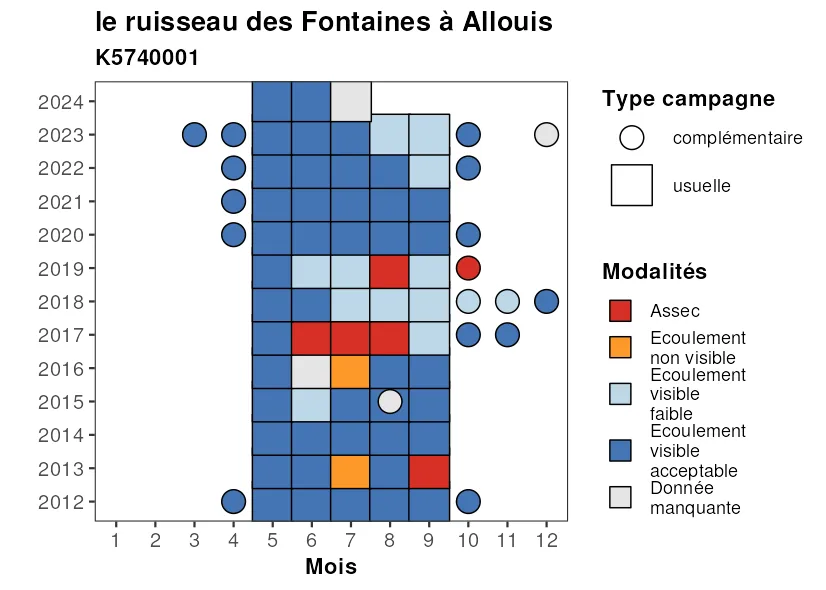 le ruisseau des Fontaines à Allouis
K5740001
2024
2023
2022
2021
2020
2019
2018
2017
2016
2015
2014
2013
2012
1 2 3 4 5 6 7 8 9 10 11 12
Mois
Type campagne
complémentaire
usuelle
Modalités
Assec
Ecoulement
non visible
Ecoulement
visible
faible
Ecoulement
visible
acceptable
Donnée
manquante